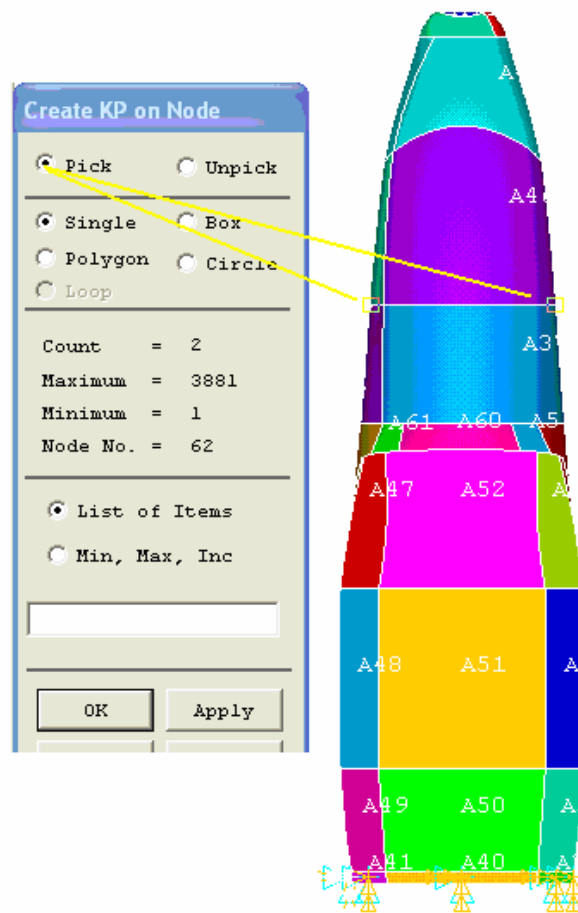 Create KP on Node
Pick Unpick
Single Box
Polygon Circle
Loop
Count = 2
Maximum = 3881
Minimum = 1
Node No. = 62
List of Items
Min, Max, Inc
OK Apply
A
A4
A3
A61 A60 A5
A47 A52 A
A48 A51 A
A49 A50 A
A41 A40